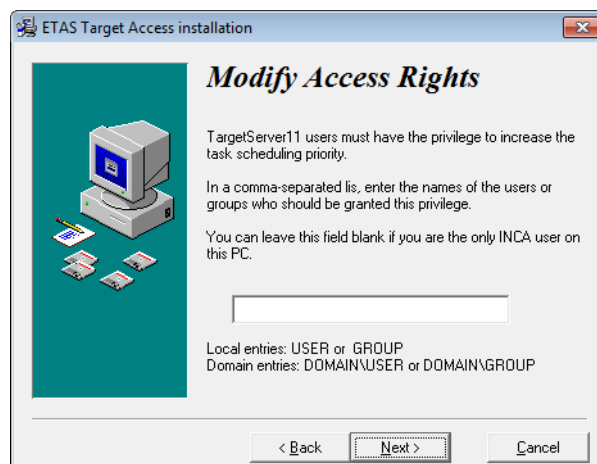 ETAS Target Access installation
Modify Access Rights
TargetServer11 users must have the privilege to increase the
task scheduling priority.
In a comma-separated lis, enter the names of the users or
groups who should be granted this privilege.
You can leave this field blank if you are the only INCA user on
this PC.
Local entries: USER or GROUP
Domain entries: DOMAIN\USER or DOMAIN\GROUP
< Back
Next >
Cancel